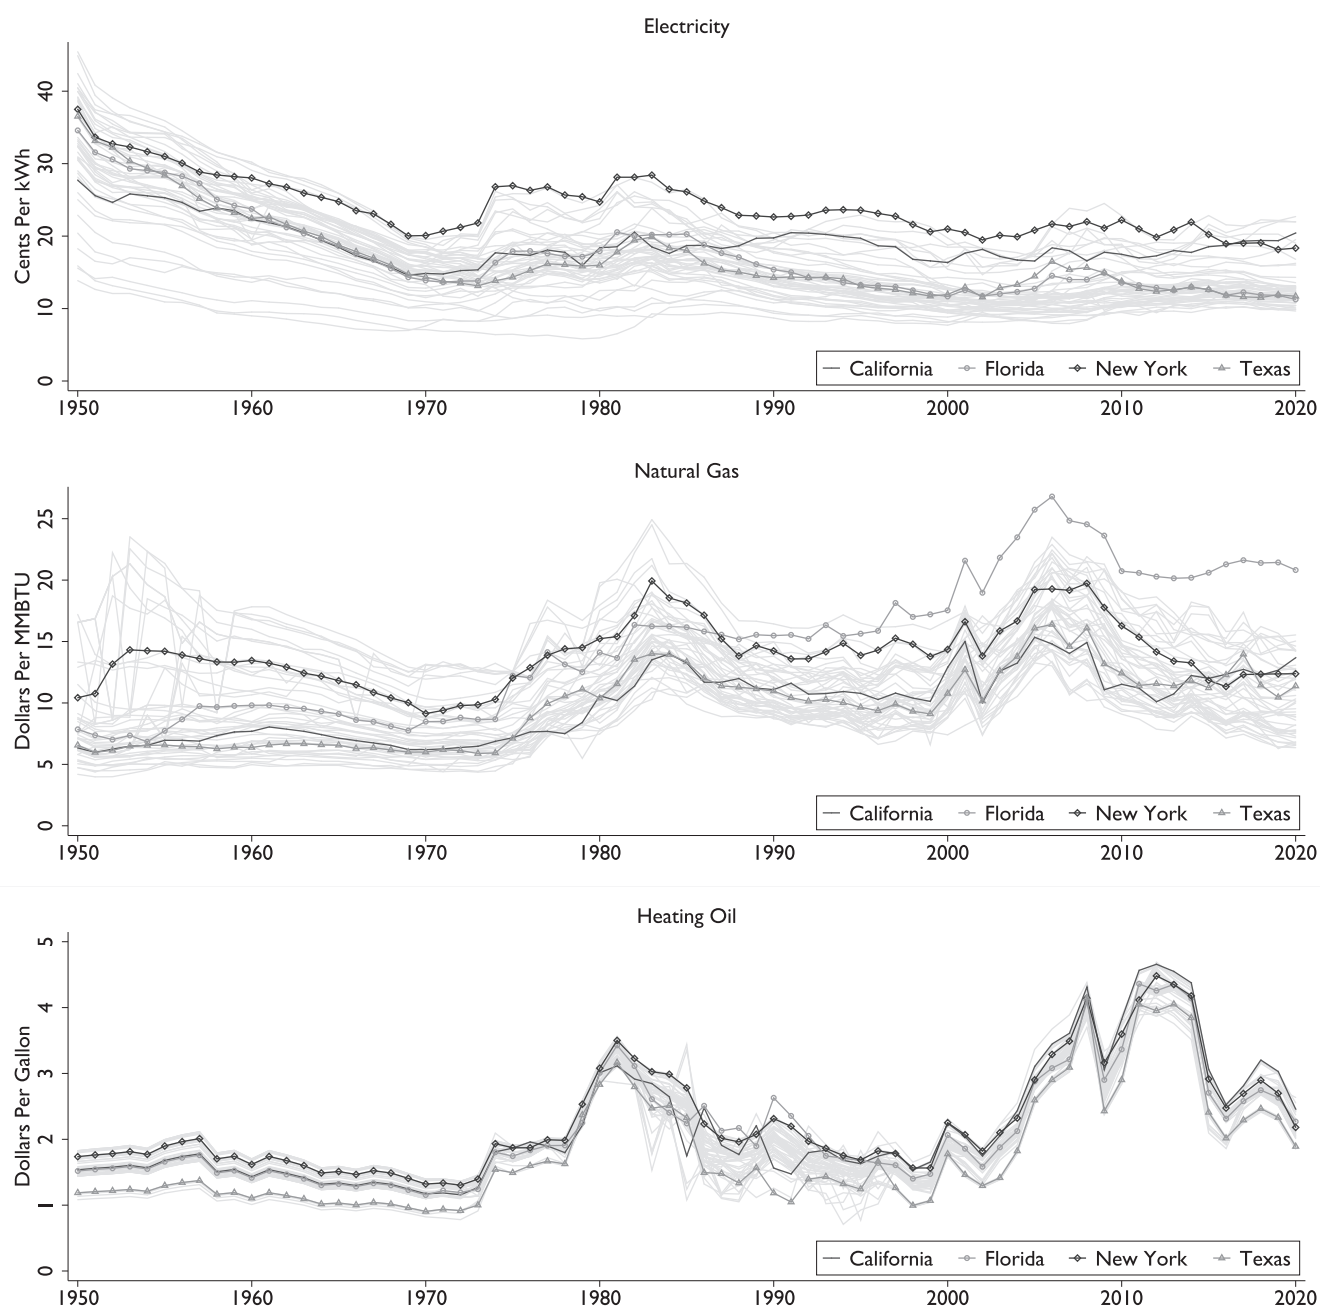 Electricity
Cents Per kWh
40
30
20
10
0
California Florida New York Texas
1950 1960 1970 1980 1990 2000 2010 2020
Natural Gas
Dollars Per MMBTU
25
20
15
10
5
0
California Florida New York Texas
1950 1960 1970 1980 1990 2000 2010 2020
Heating Oil
Dollars Per Gallon
5
4
3
2
1
0
California Florida New York Texas
1950 1960 1970 1980 1990 2000 2010 2020